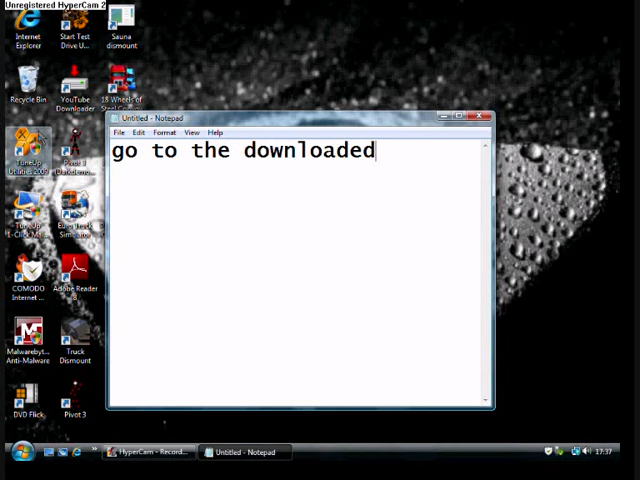 Unregistered HyperCam 2
Internet
Explorer
Start Test
Drive U...
Sauna
dismount
Recycle Bin
YouTube
Downloader
18 Wheels of
Untitled - Notepad
File Edit Format View Help
go to the downloaded
TuneUp
Utilities 2009
Pivot 3
TuneUp
1-Click Mai...
Euro Truck
Simulator
COMODO
Internet ...
Adobe Reader
8
Malwarebyt...
Anti-Malware
Truck
Dismount
DVD Flick
Pivot 3
HyperCam - Record...
Untitled - Notepad
17:37